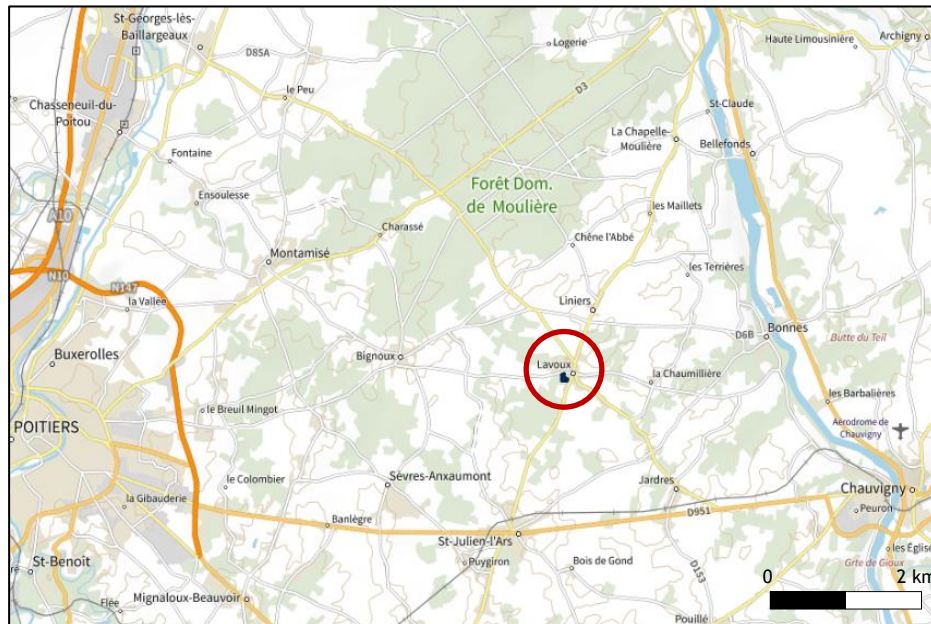 St-Georges-lès-
Baillargeaux
D85A
Logerie
Haute Limousinière
Archigny
le Peu
D3
Chasseneuil-du-
Poitou
St-Claude
La Chapelle-
Moulière
Bellefonds
Fontaine
Ensoulesse
Forêt Dom.
de Moulière
les Maillets
A10
Charassé
Chêne l'Abbé
Montamisé
les Terrières
N10
N147
la Vallée
Liniers
D6B
Bonnes
Butte du Teil
Buxerolles
Bignoux
Lavoux
la Chaumillière
les Barbalières
le Breuil Mingot
POITIERS
Aérodrome de
Chauvigny
le Colombier
Sèvres-Anxaumont
Jardres
Chauvigny
la Gibauderie
Peuron
D951
Banlègre
St-Julien-l'Ars
les Églises
St-Benoît
Puygiron
Bois de Gond
D153
Grte de Gioux
0
2 km
Flée
Mignaloux-Beauvoir
Pouillé